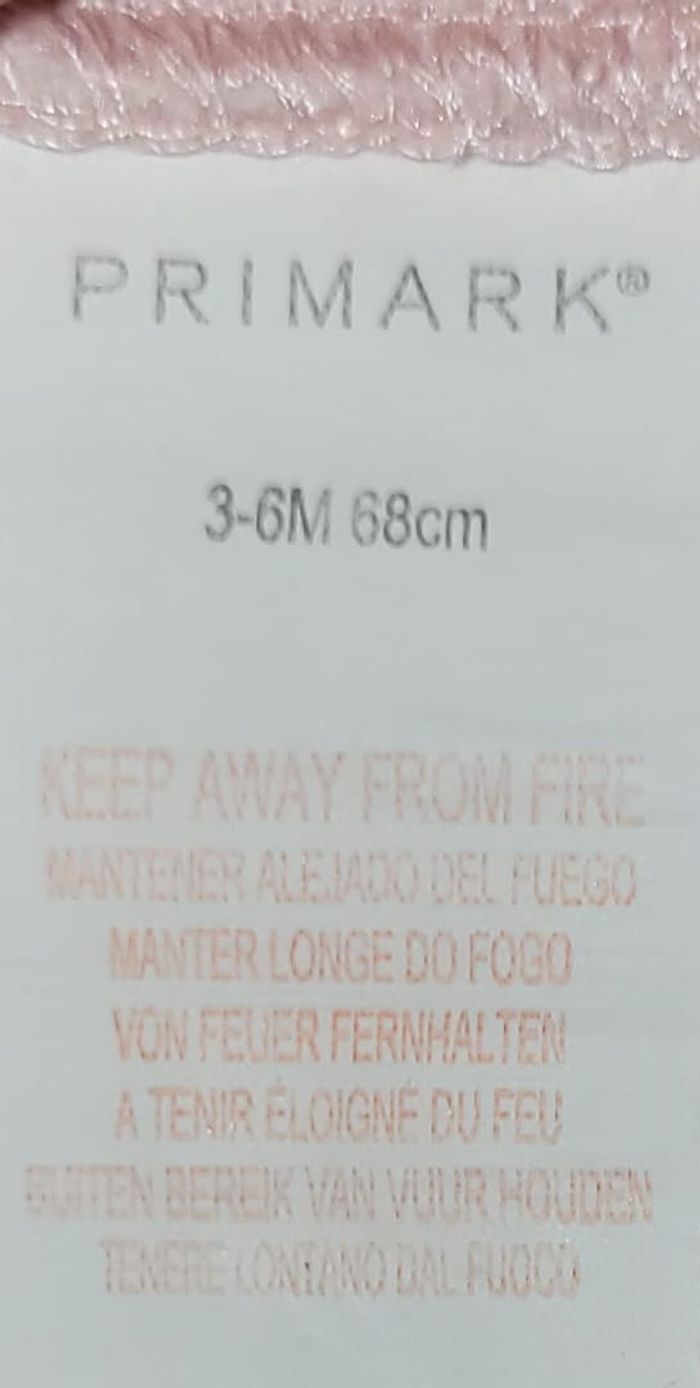 PRIMARK®
3-6M 68cm
KEEP AWAY FROM FIRE
MANTENER ALEJADO DEL FUEGO
MANTER LONGE DO FOGO
VON FEUER FERNHALTEN
A TENIR ÉLOIGNÉ DU FEU
BUITEN BEREIK VAN VUUR HOUDEN
TENERE LONTANO DAL FUOCO